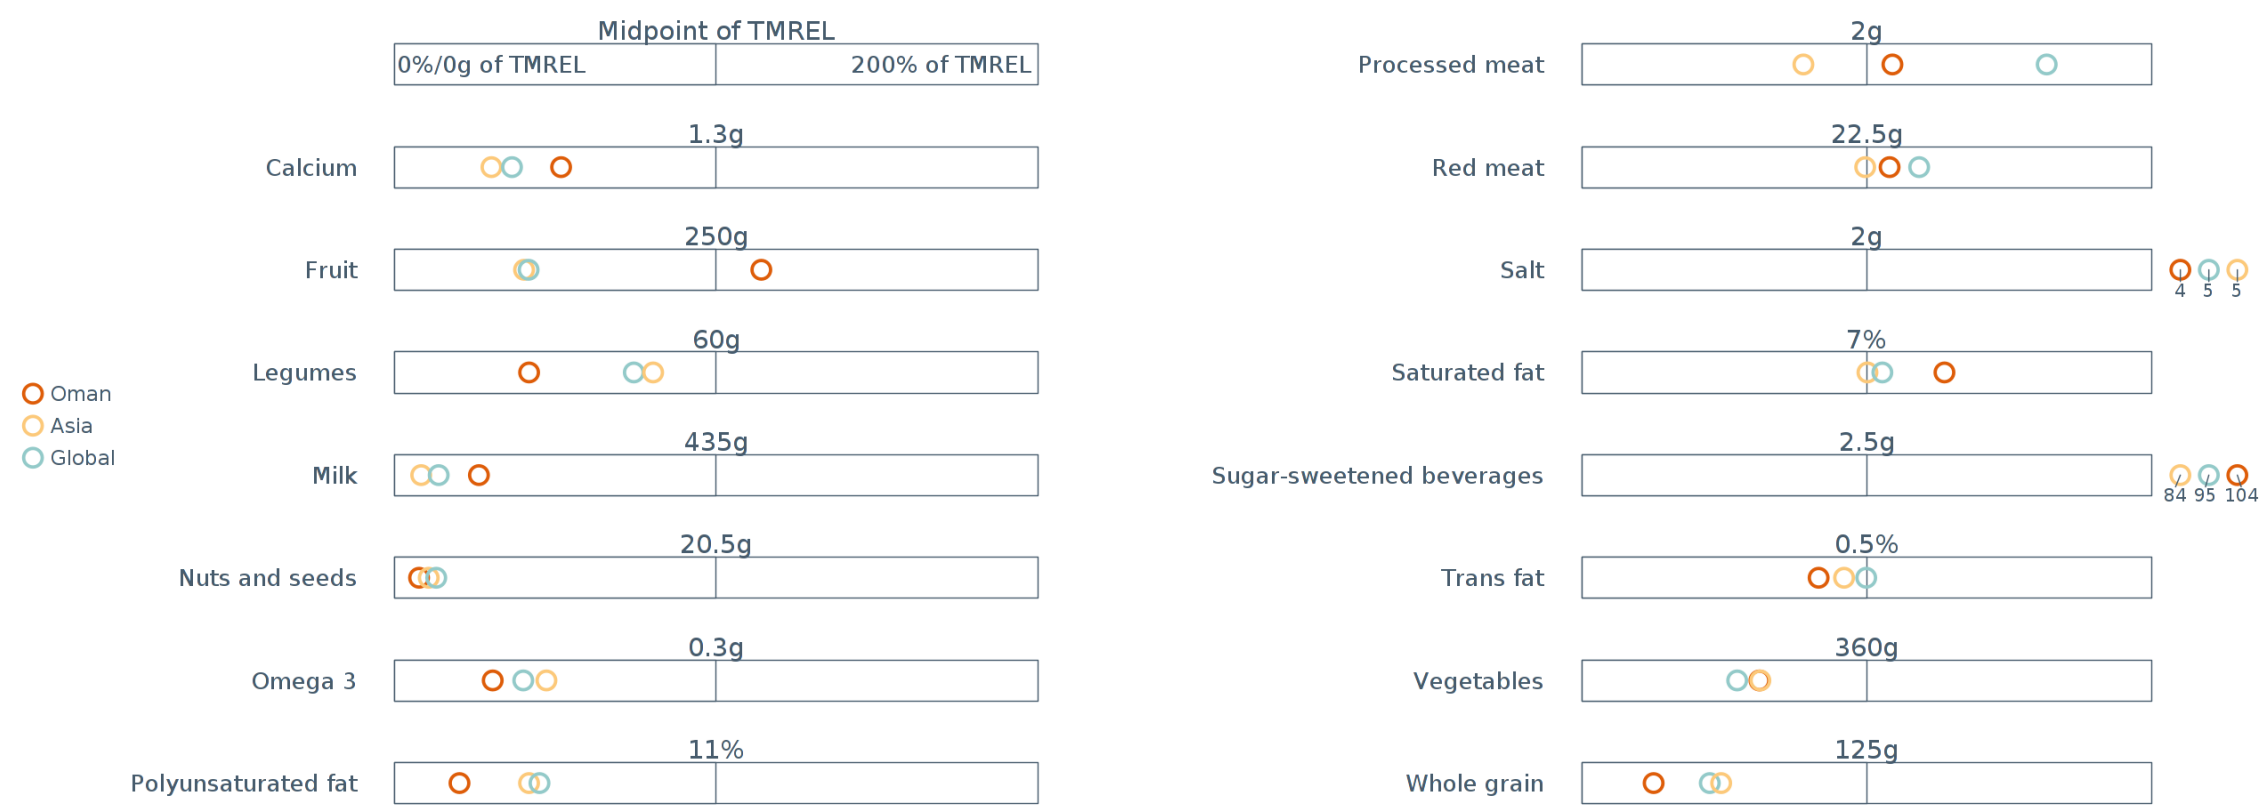 Midpoint of TMREL
0%/0g of TMREL 200% of TMREL
Calcium 1.3g
Fruit 250g
Legumes 60g
Milk 435g
Nuts and seeds 20.5g
Omega 3 0.3g
Polyunsaturated fat 11%
Oman
Asia
Global
Processed meat 2g
Red meat 22.5g
Salt 2g
4 5 5
Saturated fat 7%
Sugar-sweetened beverages 2.5g
84 95 104
Trans fat 0.5%
Vegetables 360g
Whole grain 125g